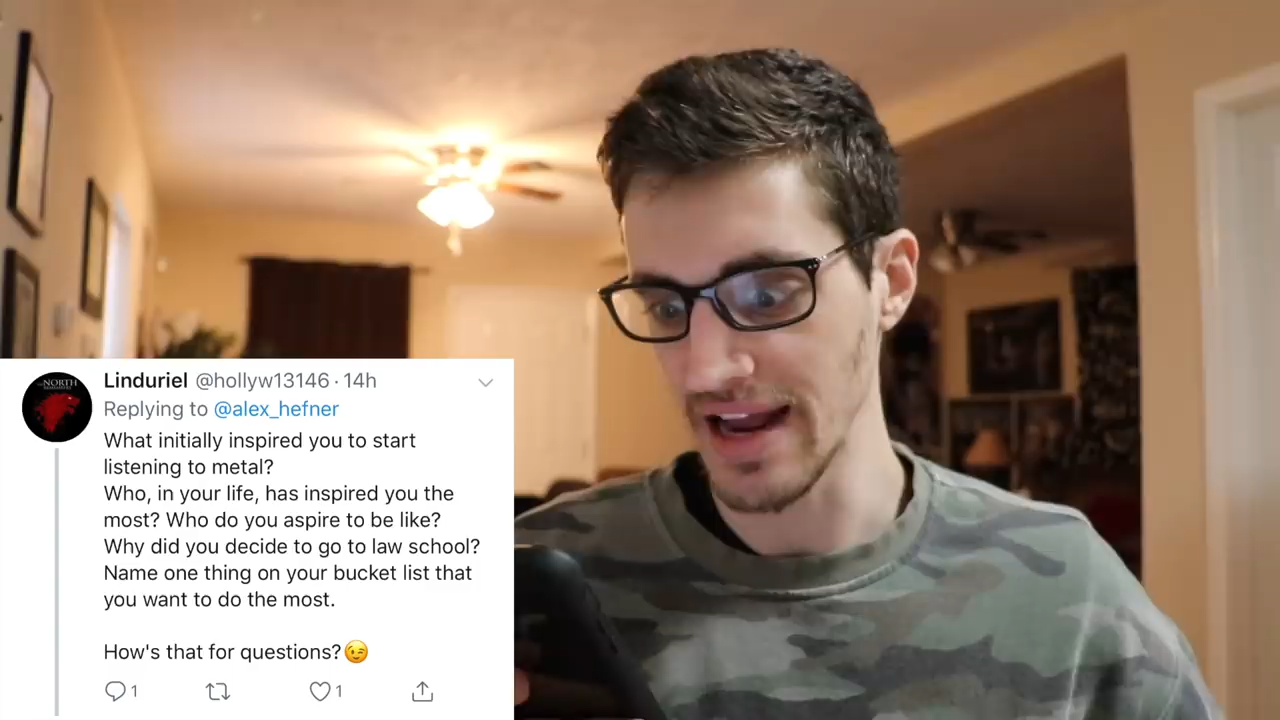 Linduriel @hollyw13146 · 14h
Replying to @alex_hefner
What initially inspired you to start
listening to metal?
Who, in your life, has inspired you the
most? Who do you aspire to be like?
Why did you decide to go to law school?
Name one thing on your bucket list that
you want to do the most.
How's that for questions?😉
1 1
NORTH